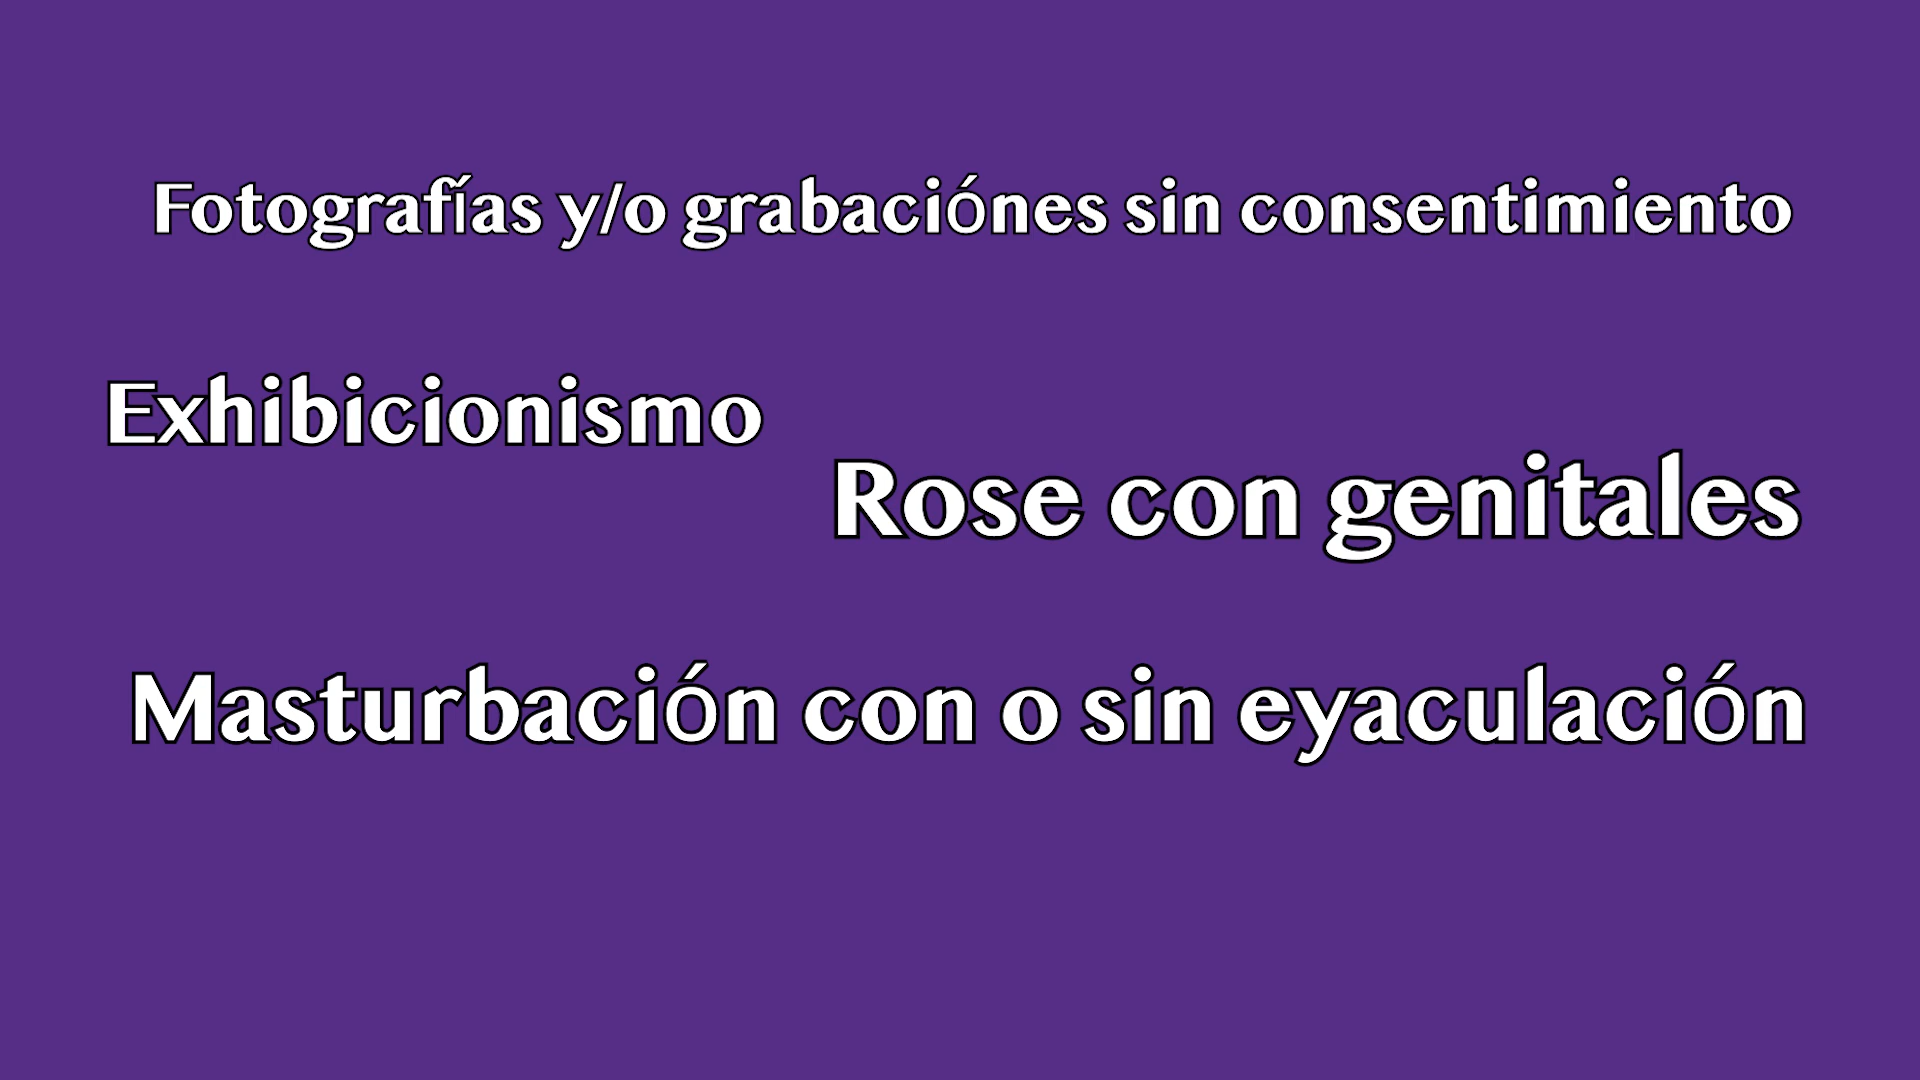 Fotografías y/o grabaciónes sin consentimiento
Exhibicionismo
Rose con genitales
Masturbación con o sin eyaculación